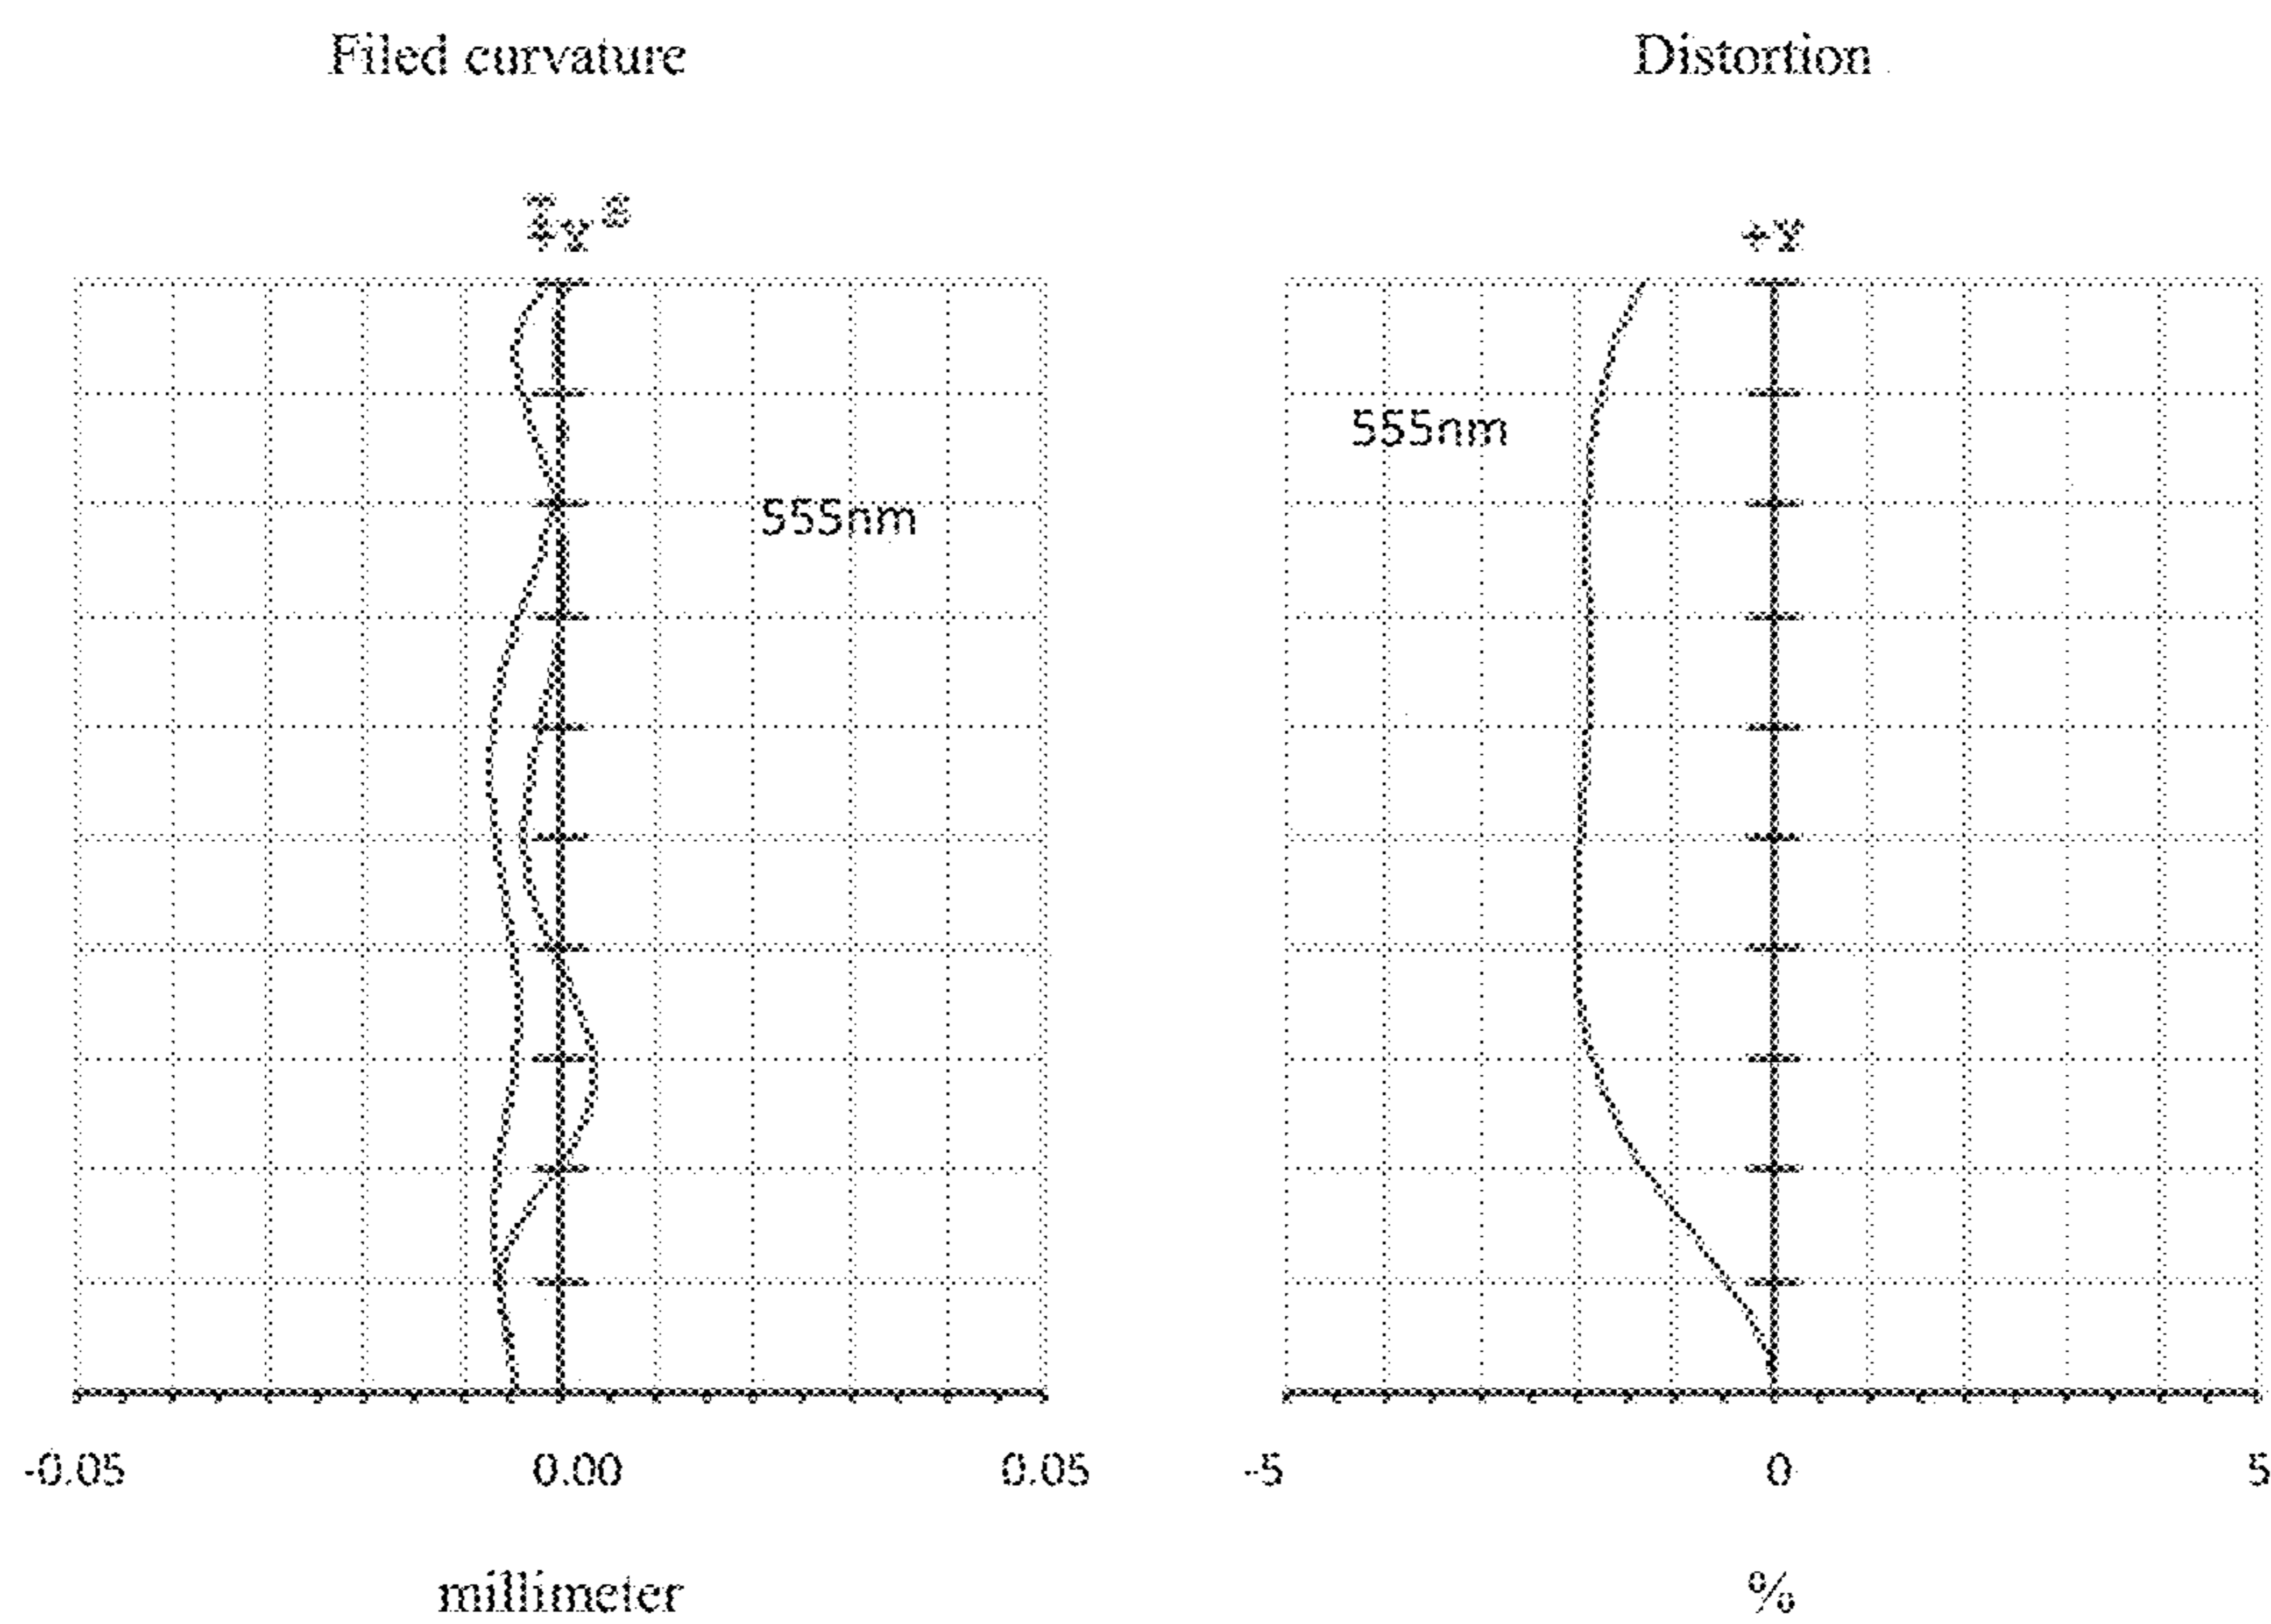 Filed curvature
Distortion
T
S
+Y
+Y
555nm
555nm
-0.05
0.00
0.05
-5
0
5
millimeter
%